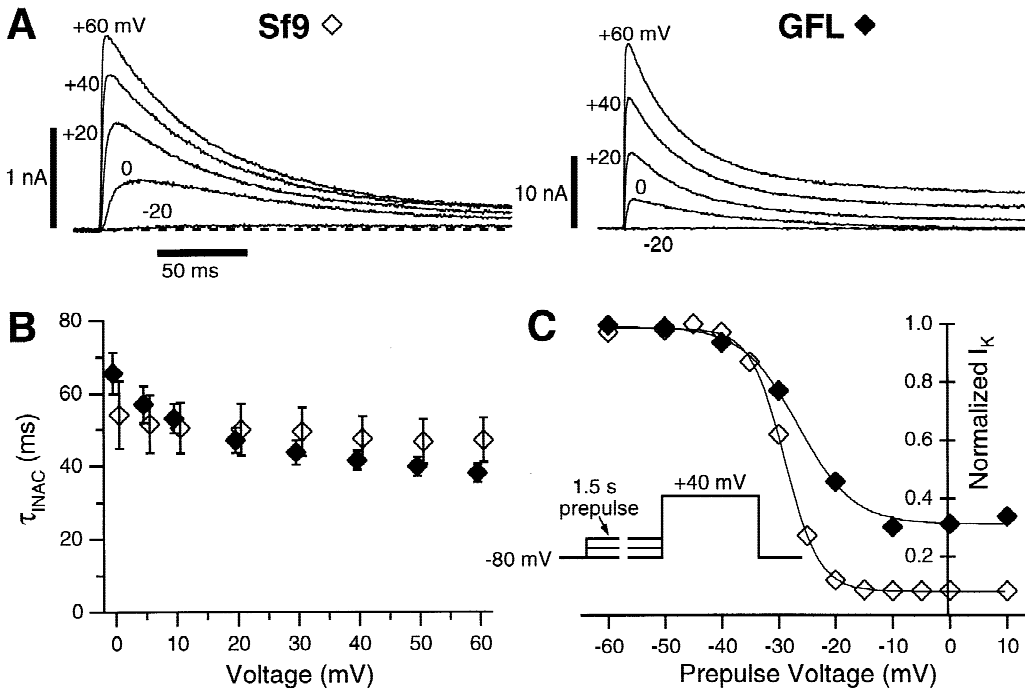 A
Sf9 ◇
GFL ◆
+60 mV
+40
+20
0
-20
1 nA
50 ms
+60 mV
+40
+20
0
-20
10 nA
B
80
60
40
20
0
τINAC (ms)
0 10 20 30 40 50 60
Voltage (mV)
C
1.0
0.8
0.6
0.4
0.2
Normalized IK
1.5 s
prepulse
+40 mV
-80 mV
-60 -50 -40 -30 -20 -10 0 10
Prepulse Voltage (mV)